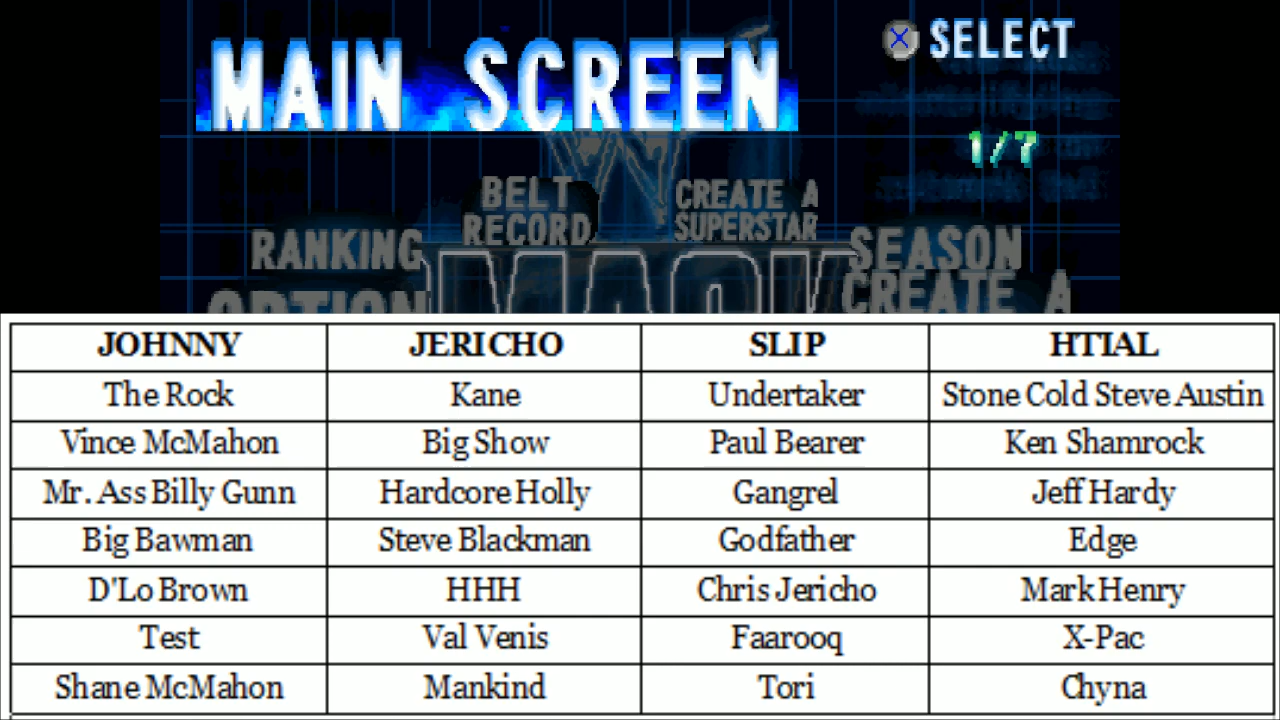 MAIN SCREEN
SELECT
1/7
BELT
RECORD
CREATE A
SUPERSTAR
RANKING
SEASON
OPTION
CREATE A
SMACK
JOHNNY JERICHO SLIP HTIAL
The Rock Kane Undertaker Stone Cold Steve Austin
Vince McMahon Big Show Paul Bearer Ken Shamrock
Mr. Ass Billy Gunn Hardcore Holly Gangrel Jeff Hardy
Big Bawman Steve Blackman Godfather Edge
D'Lo Brown HHH Chris Jericho Mark Henry
Test Val Venis Faarooq X-Pac
Shane McMahon Mankind Tori Chyna